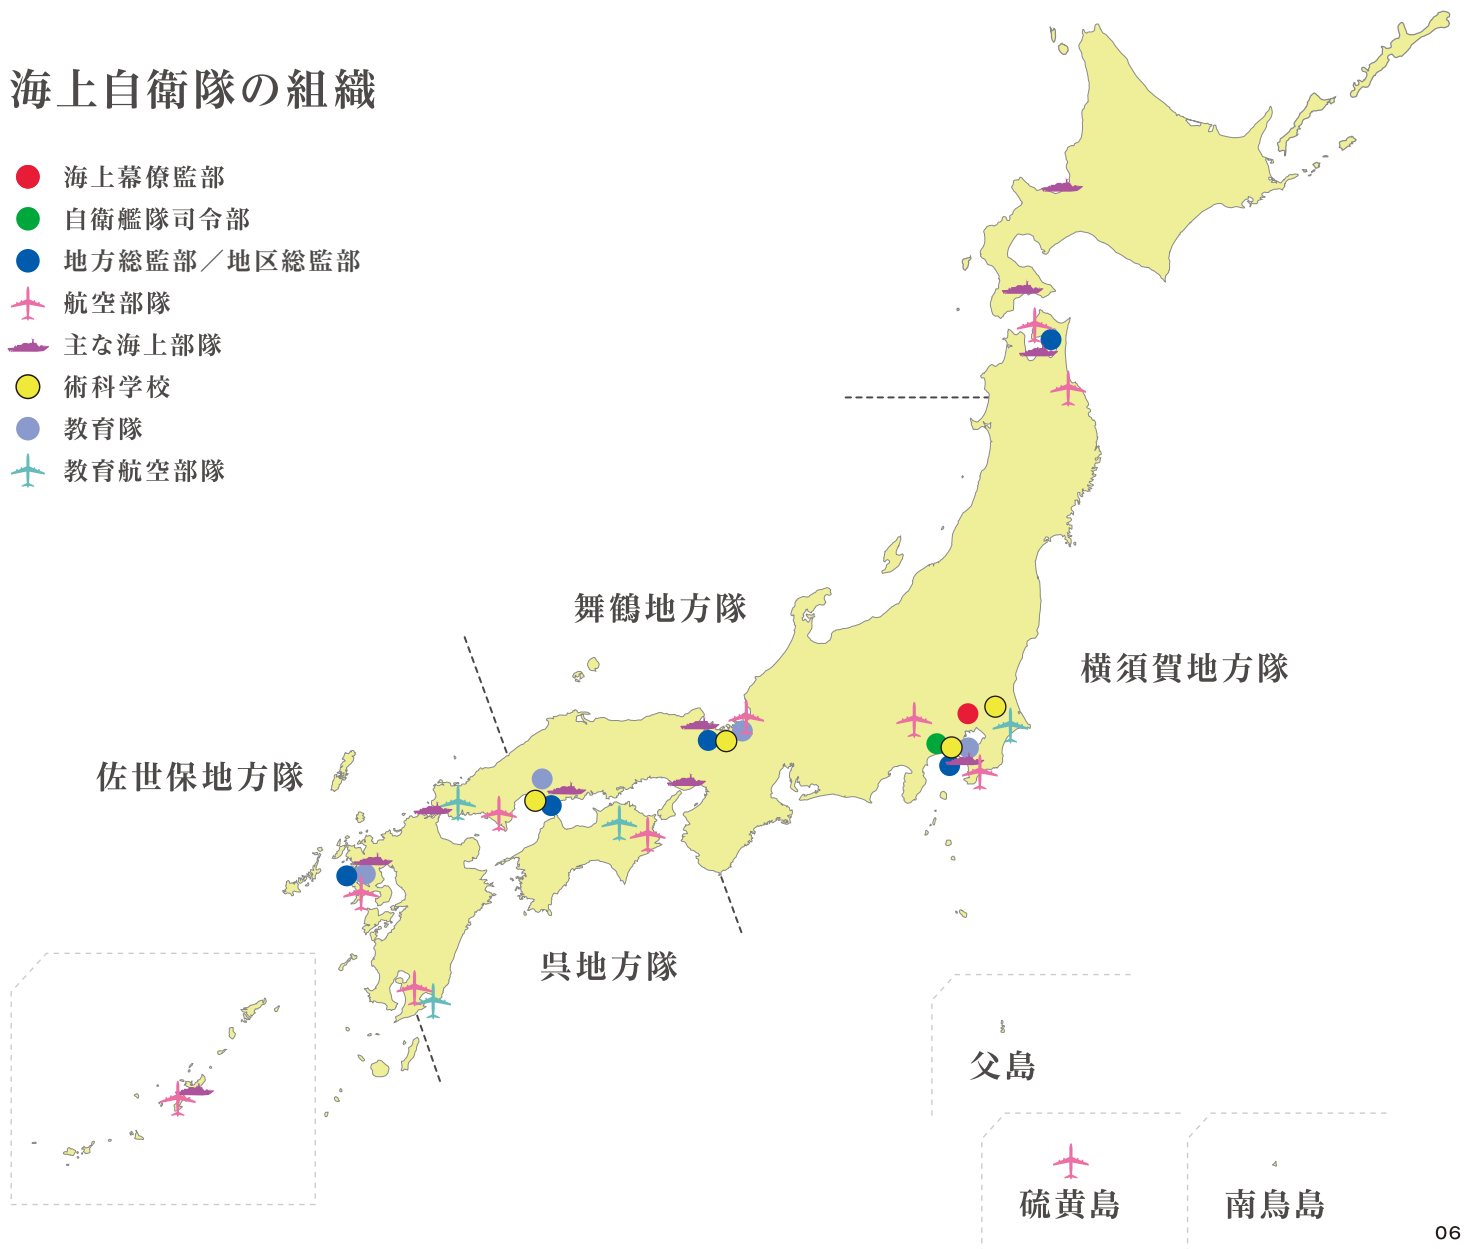 海上自衛隊の組織
海上幕僚監部
自衛艦隊司令部
地方総監部／地区総監部
航空部隊
主な海上部隊
術科学校
教育隊
教育航空部隊
舞鶴地方隊
横須賀地方隊
佐世保地方隊
呉地方隊
父島
硫黄島
南鳥島
06